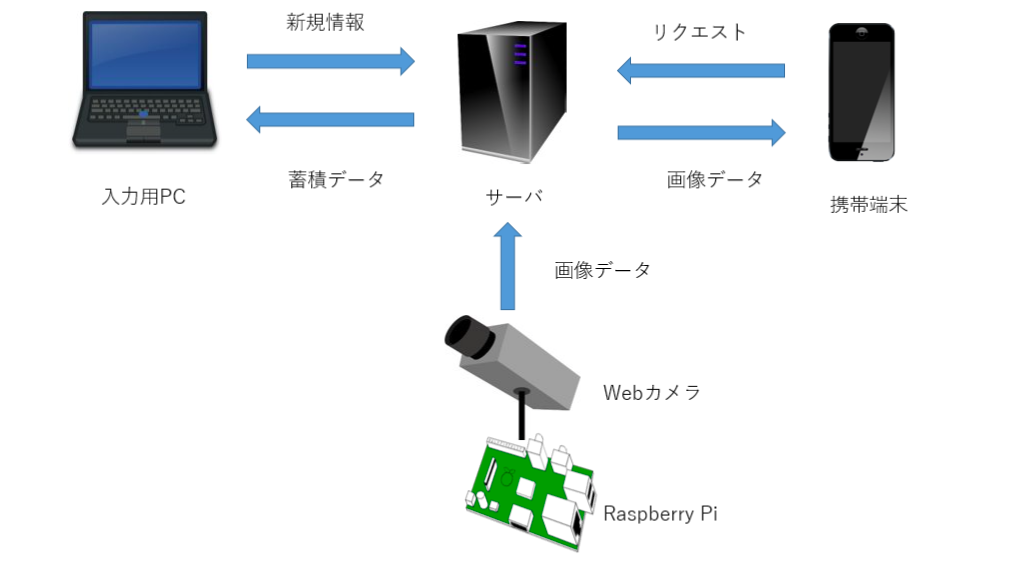 新規情報
リクエスト
蓄積データ
画像データ
入力用PC
サーバ
携帯端末
画像データ
Webカメラ
Raspberry Pi